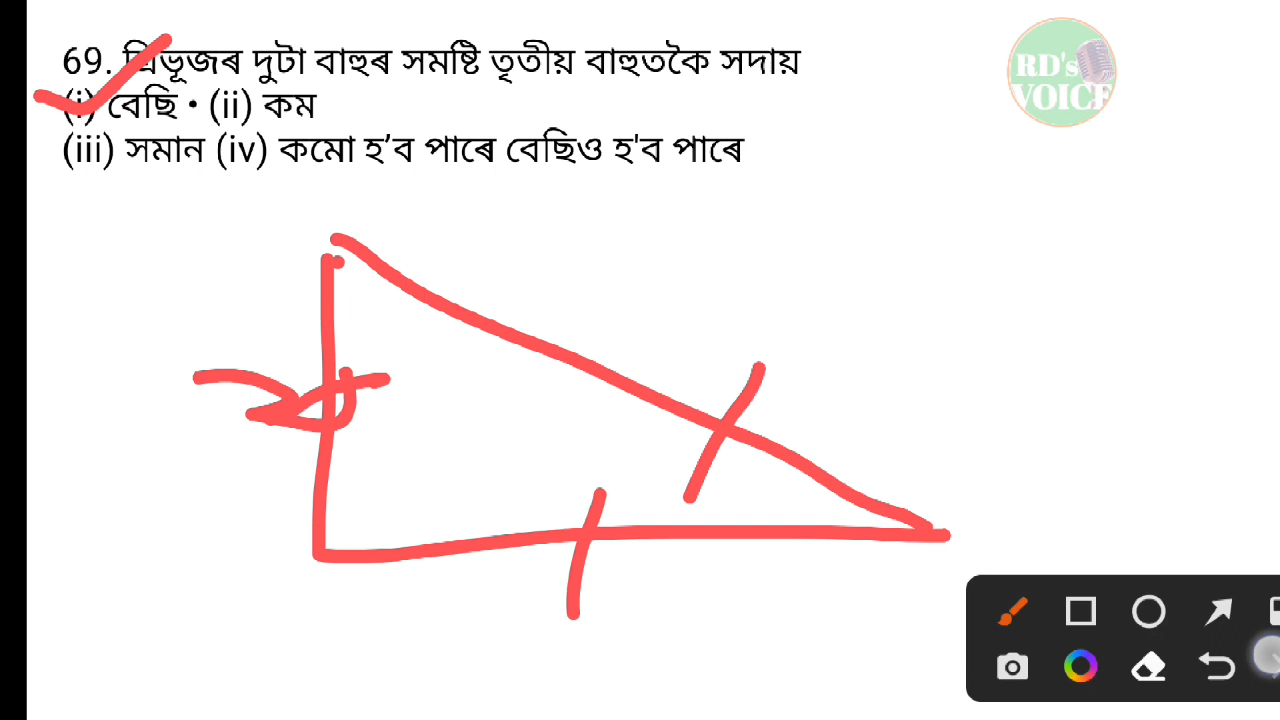 69. ত্ৰিভূজৰ দুটা বাহুৰ সমষ্টি তৃতীয় বাহুতকৈ সদায়
(i) বেছি • (ii) কম
(iii) সমান (iv) কমো হ’ব পাৰে বেছিও হ'ব পাৰে
RD's
VOICE